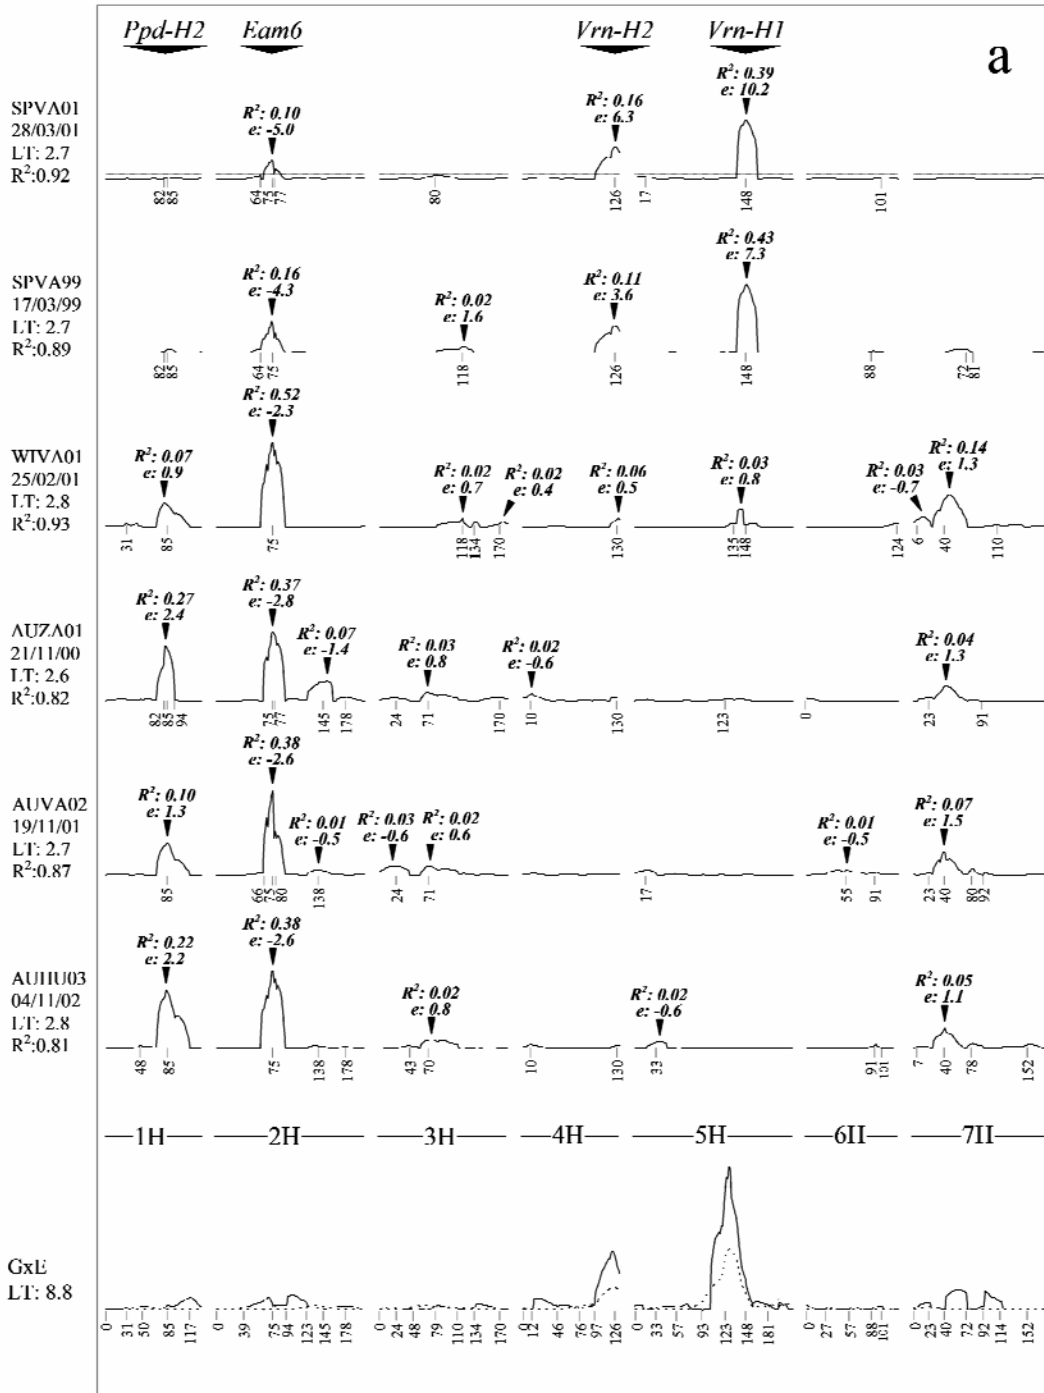 Ppd-H2 Eam6 Vrn-H2 Vrn-H1
a
SPVA01
28/03/01
LT: 2.7
R²:0.92
R²: 0.10
e: -5.0
R²: 0.16
e: 6.3
R²: 0.39
e: 10.2
82 85 64 75 77 80 126 17 148 101
SPVA99
17/03/99
LT: 2.7
R²:0.89
R²: 0.16
e: -4.3
R²: 0.02
e: 1.6
R²: 0.11
e: 3.6
R²: 0.43
e: 7.3
82 85 64 75 118 126 148 88 72 81
WIVA01
25/02/01
LT: 2.8
R²:0.93
R²: 0.07
e: 0.9
R²: 0.52
e: -2.3
R²: 0.02
e: 0.7
R²: 0.02
e: 0.4
R²: 0.06
e: 0.5
R²: 0.03
e: 0.8
R²: 0.03
e: -0.7
R²: 0.14
e: 1.3
31 85 75 118 134 170 130 135 148 124 6 40 110
AUZA01
21/11/00
LT: 2.6
R²:0.82
R²: 0.27
e: 2.4
R²: 0.37
e: -2.8
R²: 0.07
e: -1.4
R²: 0.03
e: 0.8
R²: 0.02
e: -0.6
R²: 0.04
e: 1.3
82 85 94 75 77 145 178 24 71 170 10 130 123 0 23 91
AUVA02
19/11/01
LT: 2.7
R²:0.87
R²: 0.10
e: 1.3
R²: 0.38
e: -2.6
R²: 0.01
e: -0.5
R²: 0.03
e: -0.6
R²: 0.02
e: 0.6
R²: 0.01
e: -0.5
R²: 0.07
e: 1.5
85 66 75 80 138 24 71 17 55 91 23 40 80 92
AUHU03
04/11/02
LT: 2.8
R²:0.81
R²: 0.22
e: 2.2
R²: 0.38
e: -2.6
R²: 0.02
e: 0.8
R²: 0.02
e: -0.6
R²: 0.05
e: 1.1
48 85 75 138 178 43 70 10 130 33 91 101 7 40 78 152
1H 2H 3H 4H 5H 6H 7H
GxE
LT: 8.8
0 31 50 85 117 0 39 75 94 123 145 178 0 24 48 79 110 134 170 0 12 46 76 97 126 0 33 57 93 123 148 181 0 27 57 88 101 0 23 40 72 92 114 152